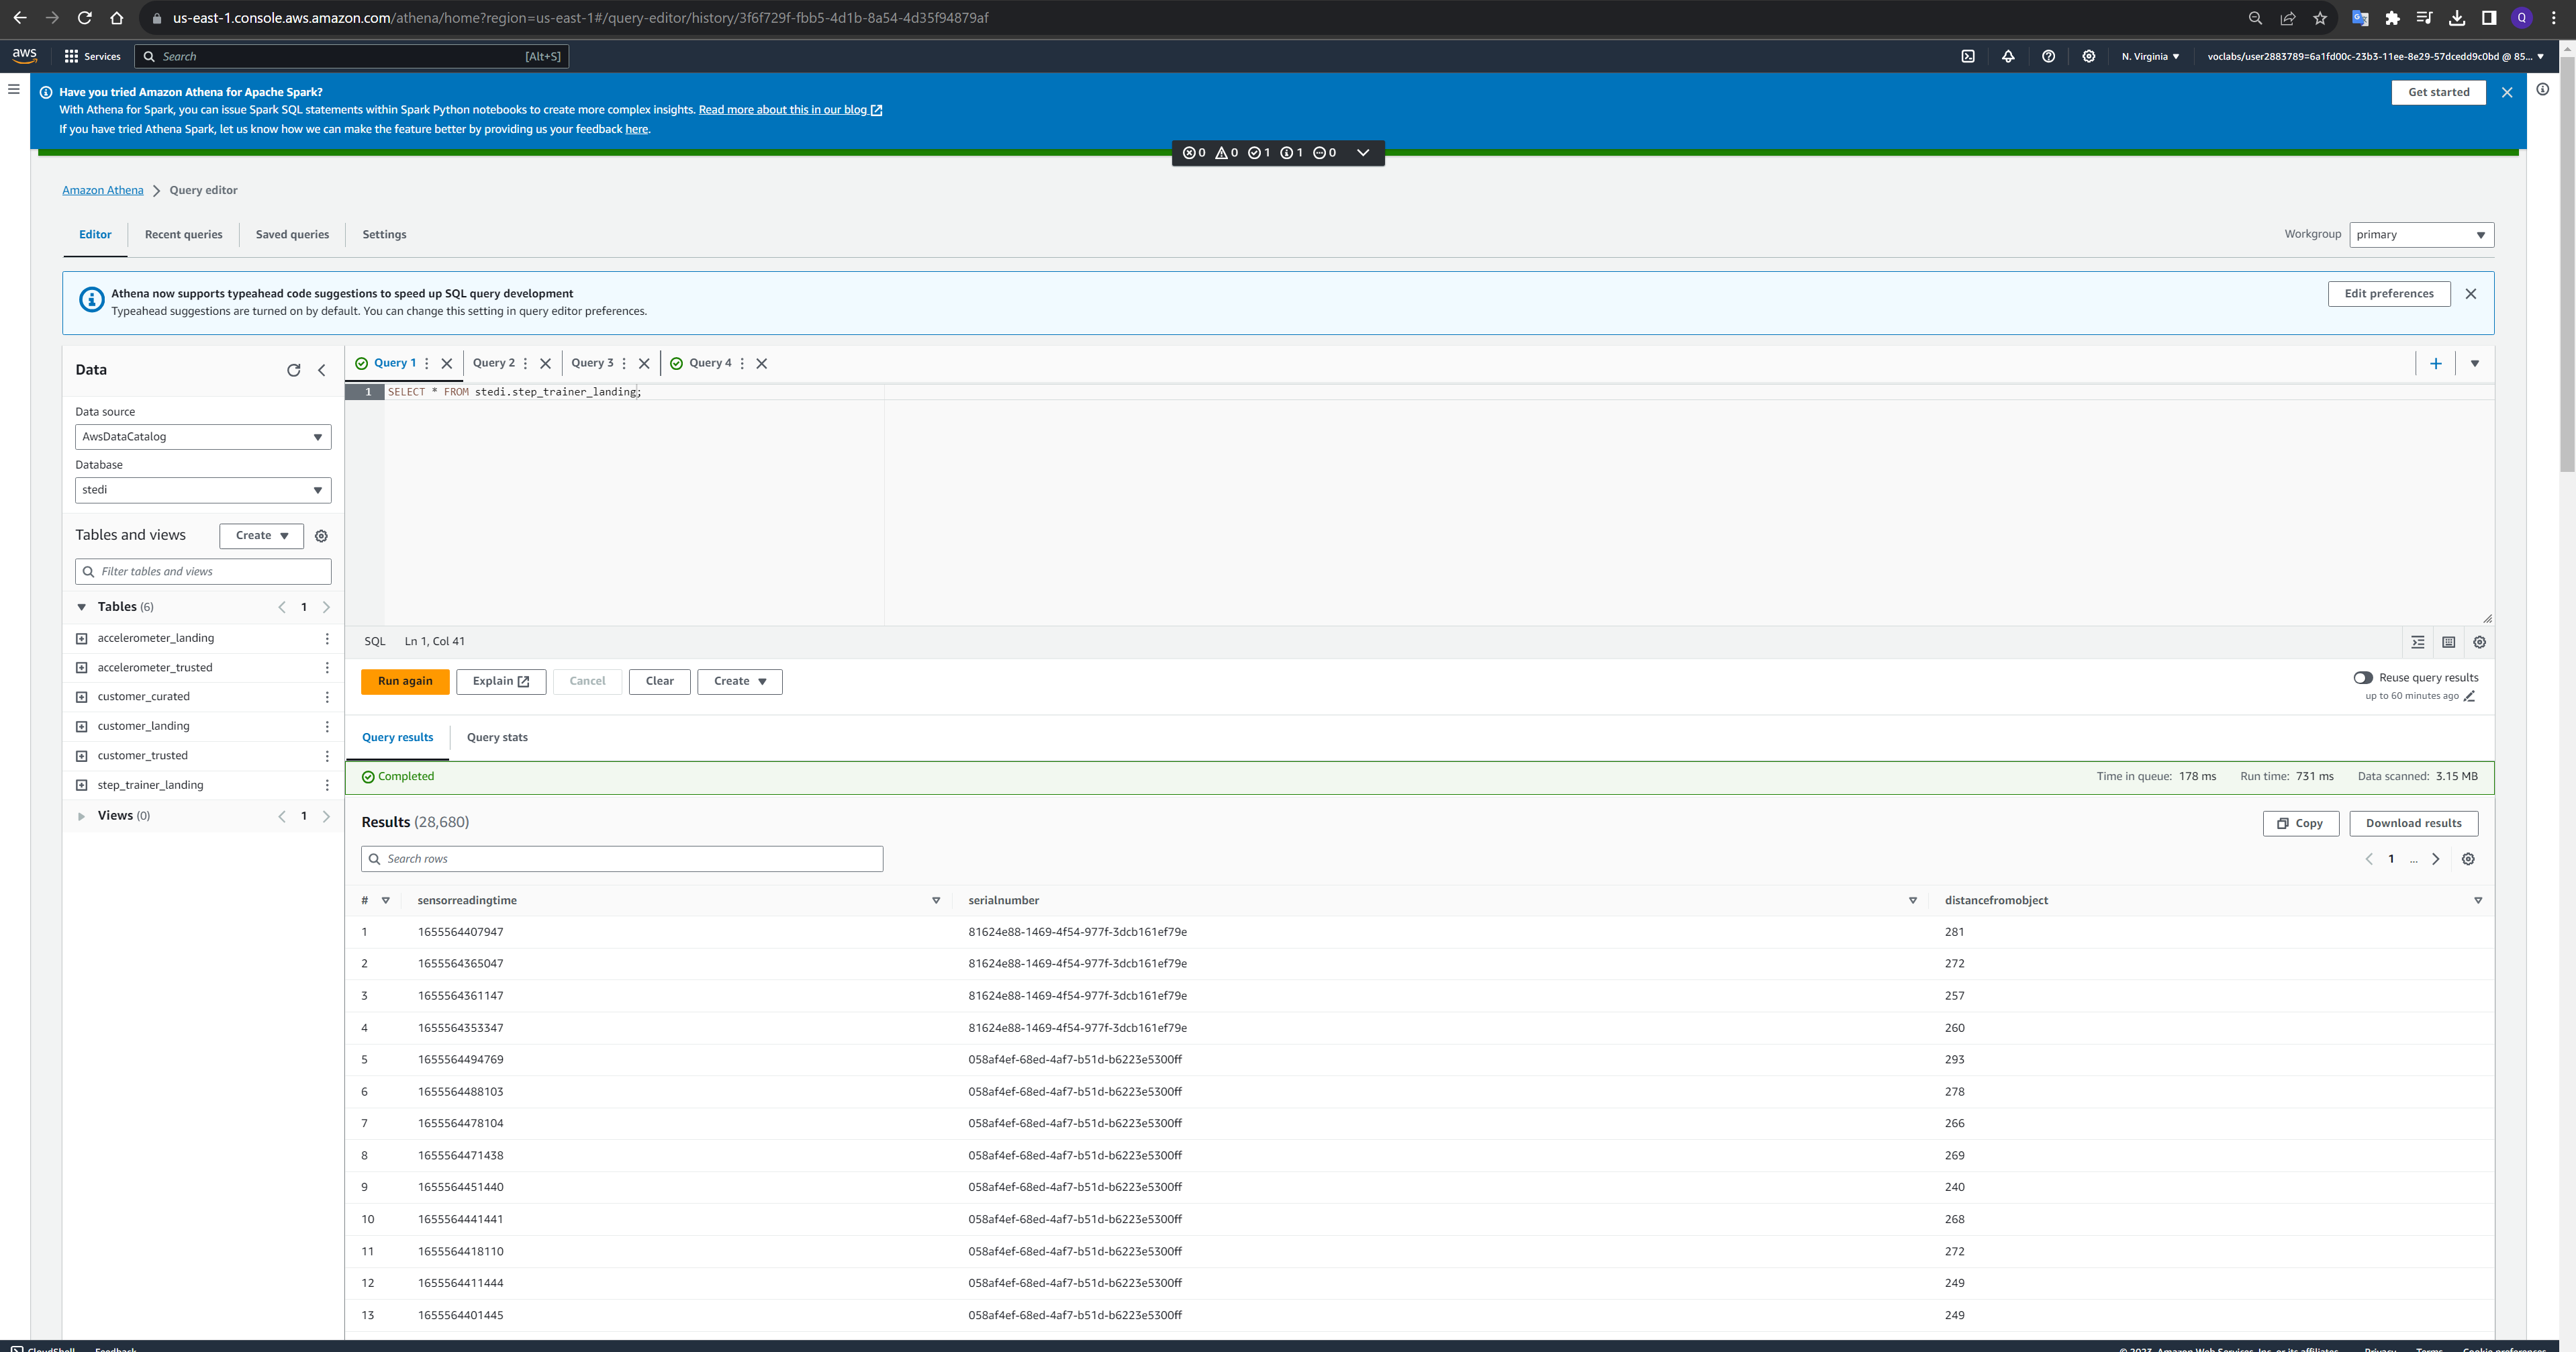 us-east-1.console.aws.amazon.com/athena/home?region=us-east-1#/query-editor/history/3f6f729f-fbb5-4d1b-8a54-4d35f94879af
Q
aws
Services
Search
[Alt+S]
N. Virginia
voclabs/user2883789=6a1fd00c-23b3-11ee-8e29-57dcedd9c0bd @ 85...
Have you tried Amazon Athena for Apache Spark?
With Athena for Spark, you can issue Spark SQL statements within Spark Python notebooks to create more complex insights. Read more about this in our blog
If you have tried Athena Spark, let us know how we can make the feature better by providing us your feedback here.
Get started
0 0 1 1 0
Amazon Athena
Query editor
Editor
Recent queries
Saved queries
Settings
Workgroup
primary
Athena now supports typeahead code suggestions to speed up SQL query development
Typeahead suggestions are turned on by default. You can change this setting in query editor preferences.
Edit preferences
Data
Data source
AwsDataCatalog
Database
stedi
Tables and views
Create
Filter tables and views
Tables (6)
1
accelerometer_landing
accelerometer_trusted
customer_curated
customer_landing
customer_trusted
step_trainer_landing
Views (0)
1
Query 1
Query 2
Query 3
Query 4
1 SELECT * FROM stedi.step_trainer_landing;
SQL
Ln 1, Col 41
Run again
Explain
Cancel
Clear
Create
Reuse query results
up to 60 minutes ago
Query results
Query stats
Completed
Time in queue: 178 ms
Run time: 731 ms
Data scanned: 3.15 MB
Results (28,680)
Copy
Download results
Search rows
1 ...
# sensorreadingtime serialnumber distancefromobject
1 1655564407947 81624e88-1469-4f54-977f-3dcb161ef79e 281
2 1655564365047 81624e88-1469-4f54-977f-3dcb161ef79e 272
3 1655564361147 81624e88-1469-4f54-977f-3dcb161ef79e 257
4 1655564353347 81624e88-1469-4f54-977f-3dcb161ef79e 260
5 1655564494769 058af4ef-68ed-4af7-b51d-b6223e5300ff 293
6 1655564488103 058af4ef-68ed-4af7-b51d-b6223e5300ff 278
7 1655564478104 058af4ef-68ed-4af7-b51d-b6223e5300ff 266
8 1655564471438 058af4ef-68ed-4af7-b51d-b6223e5300ff 269
9 1655564451440 058af4ef-68ed-4af7-b51d-b6223e5300ff 240
10 1655564441441 058af4ef-68ed-4af7-b51d-b6223e5300ff 268
11 1655564418110 058af4ef-68ed-4af7-b51d-b6223e5300ff 272
12 1655564411444 058af4ef-68ed-4af7-b51d-b6223e5300ff 249
13 1655564401445 058af4ef-68ed-4af7-b51d-b6223e5300ff 249
CloudShell
Feedback
© 2023, Amazon Web Services, Inc. or its affiliates.
Privacy
Terms
Cookie preferences